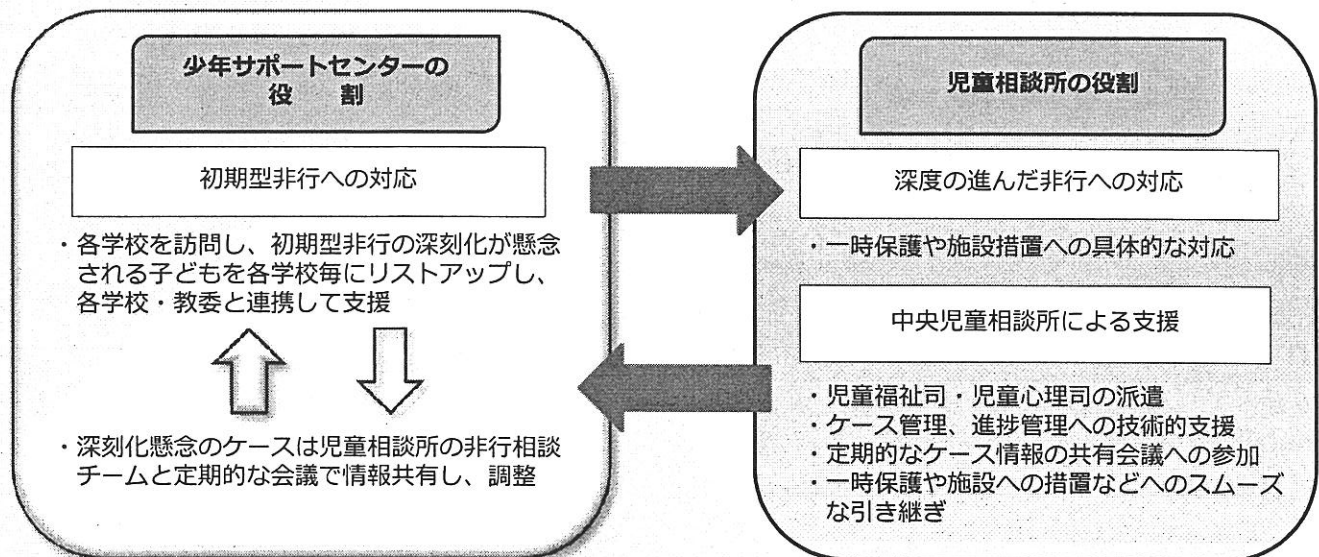 少年サポートセンターの
役　割
初期型非行への対応
・各学校を訪問し、初期型非行の深刻化が懸念
される子どもを各学校毎にリストアップし、
各学校・教委と連携して支援
・深刻化懸念のケースは児童相談所の非行相談
チームと定期的な会議で情報共有し、調整
児童相談所の役割
深度の進んだ非行への対応
・一時保護や施設措置への具体的な対応
中央児童相談所による支援
・児童福祉司・児童心理司の派遣
・ケース管理、進捗管理への技術的支援
・定期的なケース情報の共有会議への参加
・一時保護や施設への措置などへのスムーズ
な引き継ぎ